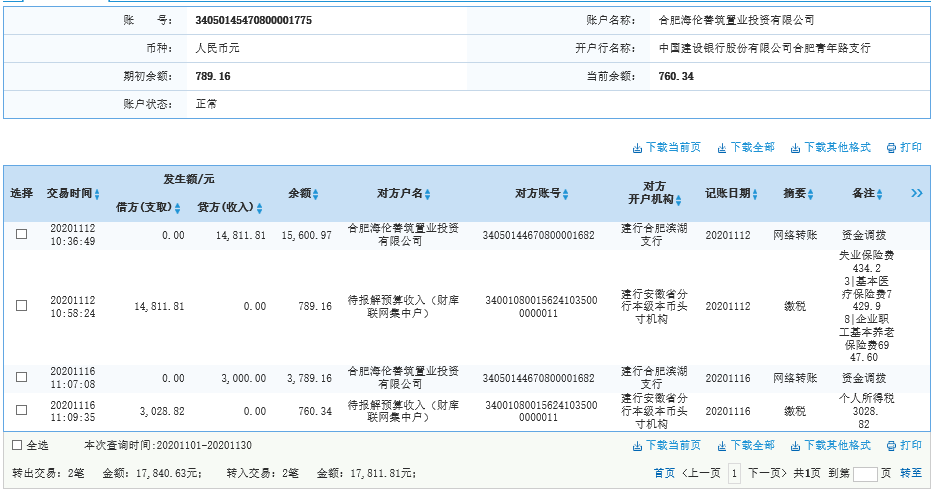 账　号： 34050145470800001775 账户名称： 合肥海伦善筑置业投资有限公司
币种： 人民币元 开户行名称： 中国建设银行股份有限公司合肥青年路支行
期初余额： 789.16 当前余额： 760.34
账户状态： 正常
下载当前页 下载全部 下载其他格式 打印
选择 交易时间 发生额/元 余额 对方户名 对方账号 对方 记账日期 摘要 备注 >>
借方(支取) 贷方(收入) 开户机构
20201112
10:36:49
0.00 14,811.81 15,600.97
合肥海伦善筑置业投资
有限公司
34050144670800001682
建行合肥滨湖
支行
20201112 网络转账 资金调拨
20201112
10:58:24
14,811.81 0.00 789.16
待报解预算收入（财库
联网集中户）
34001080015624103500
0000011
建行安徽省分
行本级本币头
寸机构
20201112 缴税
失业保险费
434.2
3|基本医
疗保险费7
429.9
8|企业职
工基本养老
保险费69
47.60
20201116
11:07:08
0.00 3,000.00 3,789.16
合肥海伦善筑置业投资
有限公司
34050144670800001682
建行合肥滨湖
支行
20201116 网络转账 资金调拨
20201116
11:09:35
3,028.82 0.00 760.34
待报解预算收入（财库
联网集中户）
34001080015624103500
0000011
建行安徽省分
行本级本币头
寸机构
20201116 缴税
个人所得税
3028.
82
全选 本次查询时间:20201101-20201130 下载当前页 下载全部 下载其他格式 打印
转出交易：2笔 金额：17,840.63元； 转入交易：2笔 金额：17,811.81元； 首页 〈上一页 1 下一页〉 共1页 到第 页 转至